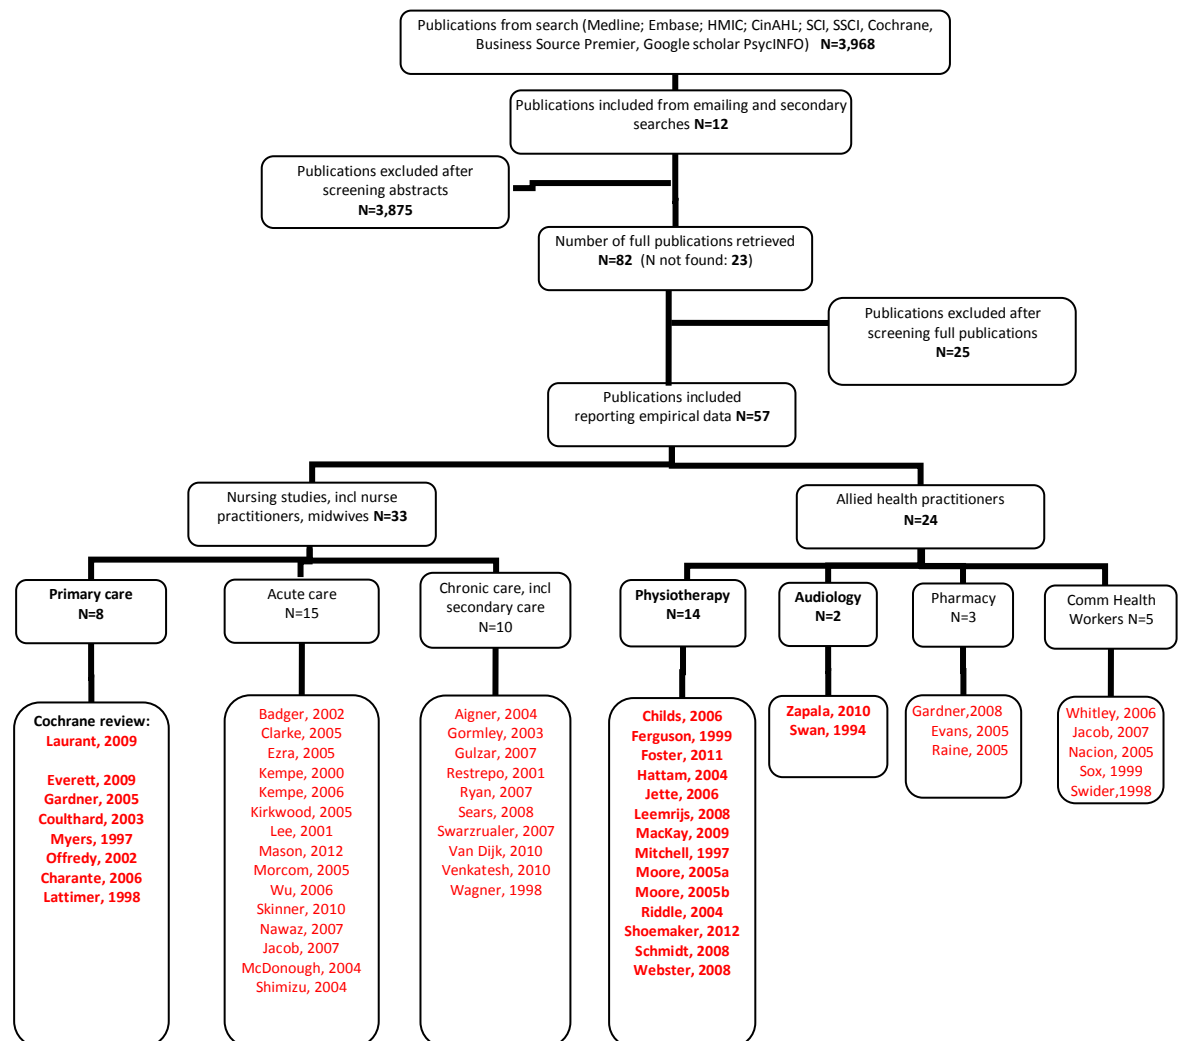 Publications from search (Medline; Embase; HMIC; CinAHL; SCI, SSCI, Cochrane,
Business Source Premier, Google scholar PsycINFO) N=3,968
Publications included from emailing and secondary
searches N=12
Publications excluded after
screening abstracts
N=3,875
Number of full publications retrieved
N=82 (N not found: 23)
Publications excluded after
screening full publications
N=25
Publications included
reporting empirical data N=57
Nursing studies, incl nurse
practitioners, midwives N=33
Allied health practitioners
N=24
Primary care
N=8
Acute care
N=15
Chronic care, incl
secondary care
N=10
Physiotherapy
N=14
Audiology
N=2
Pharmacy
N=3
Comm Health
Workers N=5
Cochrane review:
Laurant, 2009
Everett, 2009
Gardner, 2005
Coulthard, 2003
Myers, 1997
Offredy, 2002
Charante, 2006
Lattimer, 1998
Badger, 2002
Clarke, 2005
Ezra, 2005
Kempe, 2000
Kempe, 2006
Kirkwood, 2005
Lee, 2001
Mason, 2012
Morcom, 2005
Wu, 2006
Skinner, 2010
Nawaz, 2007
Jacob, 2007
McDonough, 2004
Shimizu, 2004
Aigner, 2004
Gormley, 2003
Gulzar, 2007
Restrepo, 2001
Ryan, 2007
Sears, 2008
Swarzrualer, 2007
Van Dijk, 2010
Venkatesh, 2010
Wagner, 1998
Childs, 2006
Ferguson, 1999
Foster, 2011
Hattam, 2004
Jette, 2006
Leemrijs, 2008
MacKay, 2009
Mitchell, 1997
Moore, 2005a
Moore, 2005b
Riddle, 2004
Shoemaker, 2012
Schmidt, 2008
Webster, 2008
Zapala, 2010
Swan, 1994
Gardner,2008
Evans, 2005
Raine, 2005
Whitley, 2006
Jacob, 2007
Nacion, 2005
Sox, 1999
Swider,1998